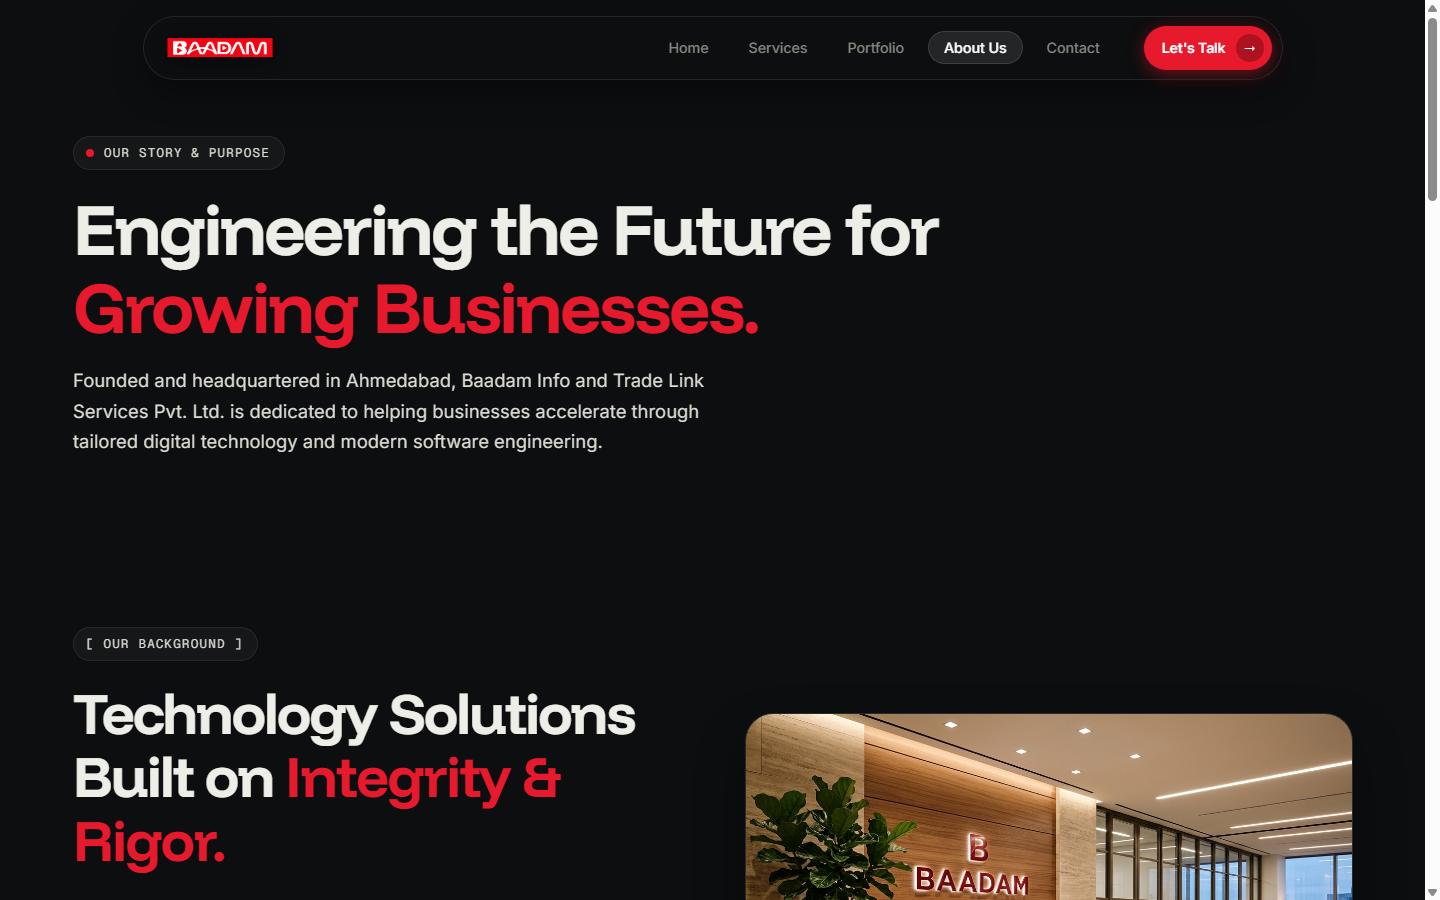 BAADAM
Home
Services
Portfolio
About Us
Contact
Let's Talk →
OUR STORY & PURPOSE
Engineering the Future for
Growing Businesses.
Founded and headquartered in Ahmedabad, Baadam Info and Trade Link
Services Pvt. Ltd. is dedicated to helping businesses accelerate through
tailored digital technology and modern software engineering.
[ OUR BACKGROUND ]
Technology Solutions
Built on Integrity &
Rigor.
B
BAADAM